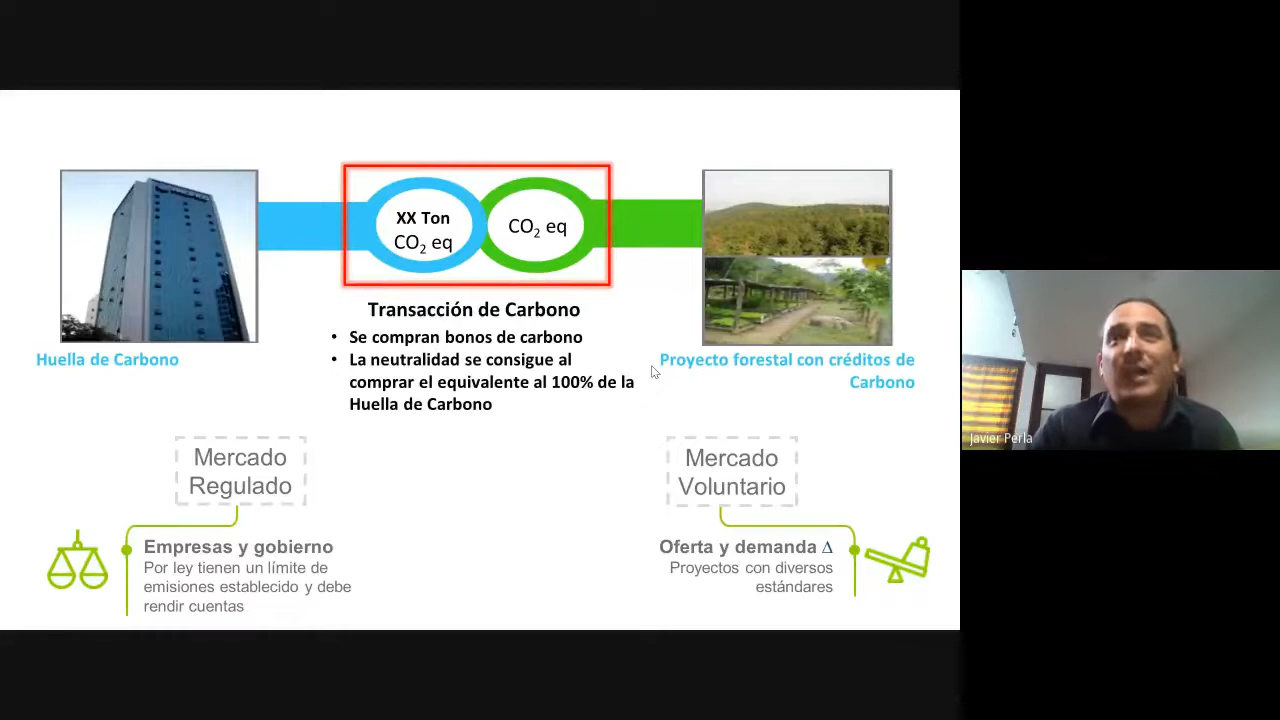 XX Ton
CO₂ eq
CO₂ eq
Transacción de Carbono
• Se compran bonos de carbono
• La neutralidad se consigue al
comprar el equivalente al 100% de la
Huella de Carbono
Huella de Carbono
Proyecto forestal con créditos de
Carbono
Javier Perla
Mercado
Regulado
Empresas y gobierno
Por ley tienen un límite de
emisiones establecido y debe
rendir cuentas
Mercado
Voluntario
Oferta y demanda Δ
Proyectos con diversos
estándares